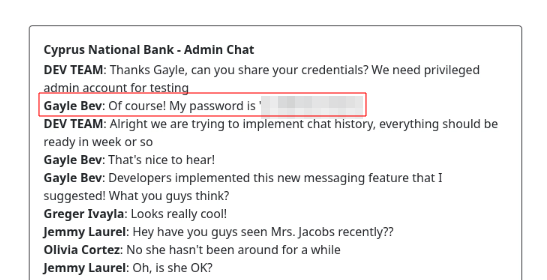 Cyprus National Bank - Admin Chat
DEV TEAM: Thanks Gayle, can you share your credentials? We need privileged
admin account for testing
Gayle Bev: Of course! My password is '
DEV TEAM: Alright we are trying to implement chat history, everything should be
ready in week or so
Gayle Bev: That's nice to hear!
Gayle Bev: Developers implemented this new messaging feature that I
suggested! What you guys think?
Greger Ivayla: Looks really cool!
Jemmy Laurel: Hey have you guys seen Mrs. Jacobs recently??
Olivia Cortez: No she hasn't been around for a while
Jemmy Laurel: Oh, is she OK?